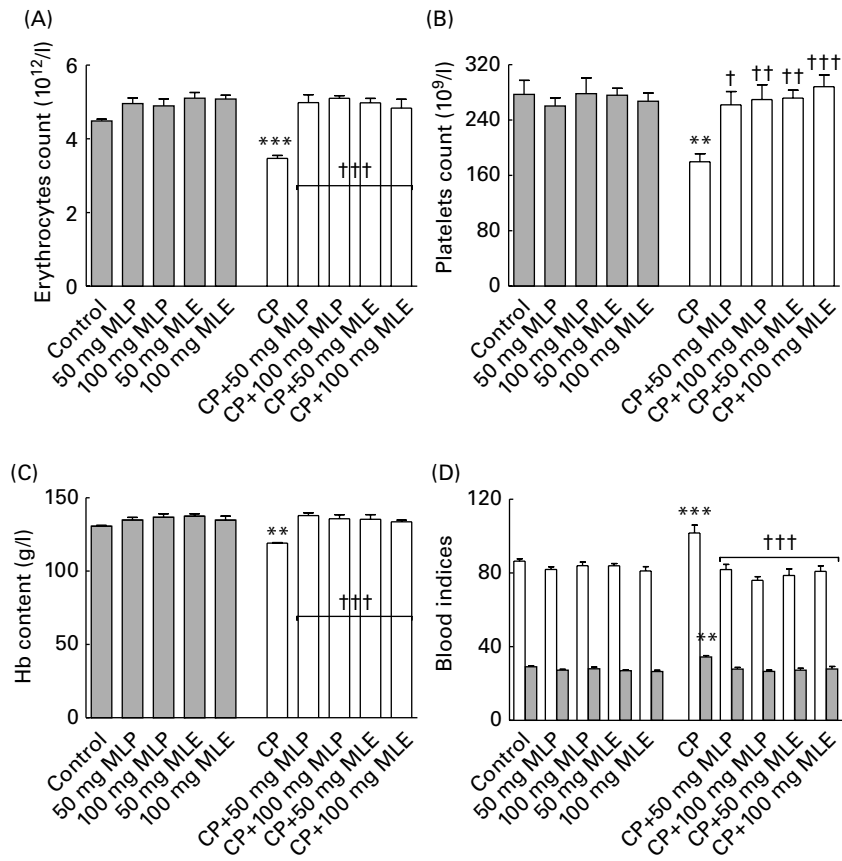 (A)
Erythrocytes count (10¹²/l)
6
4
2
0
***
†††
Control
50 mg MLP
100 mg MLP
50 mg MLE
100 mg MLE
CP
CP+50 mg MLP
CP+100 mg MLP
CP+50 mg MLE
CP+100 mg MLE
(B)
Platelets count (10⁹/l)
320
240
160
80
0
**
†
††
††
†††
Control
50 mg MLP
100 mg MLP
50 mg MLE
100 mg MLE
CP
CP+50 mg MLP
CP+100 mg MLP
CP+50 mg MLE
CP+100 mg MLE
(C)
Hb content (g/l)
150
100
50
0
**
†††
Control
50 mg MLP
100 mg MLP
50 mg MLE
100 mg MLE
CP
CP+50 mg MLP
CP+100 mg MLP
CP+50 mg MLE
CP+100 mg MLE
(D)
Blood indices
120
80
40
0
***
**
†††
Control
50 mg MLP
100 mg MLP
50 mg MLE
100 mg MLE
CP
CP+50 mg MLP
CP+100 mg MLP
CP+50 mg MLE
CP+100 mg MLE